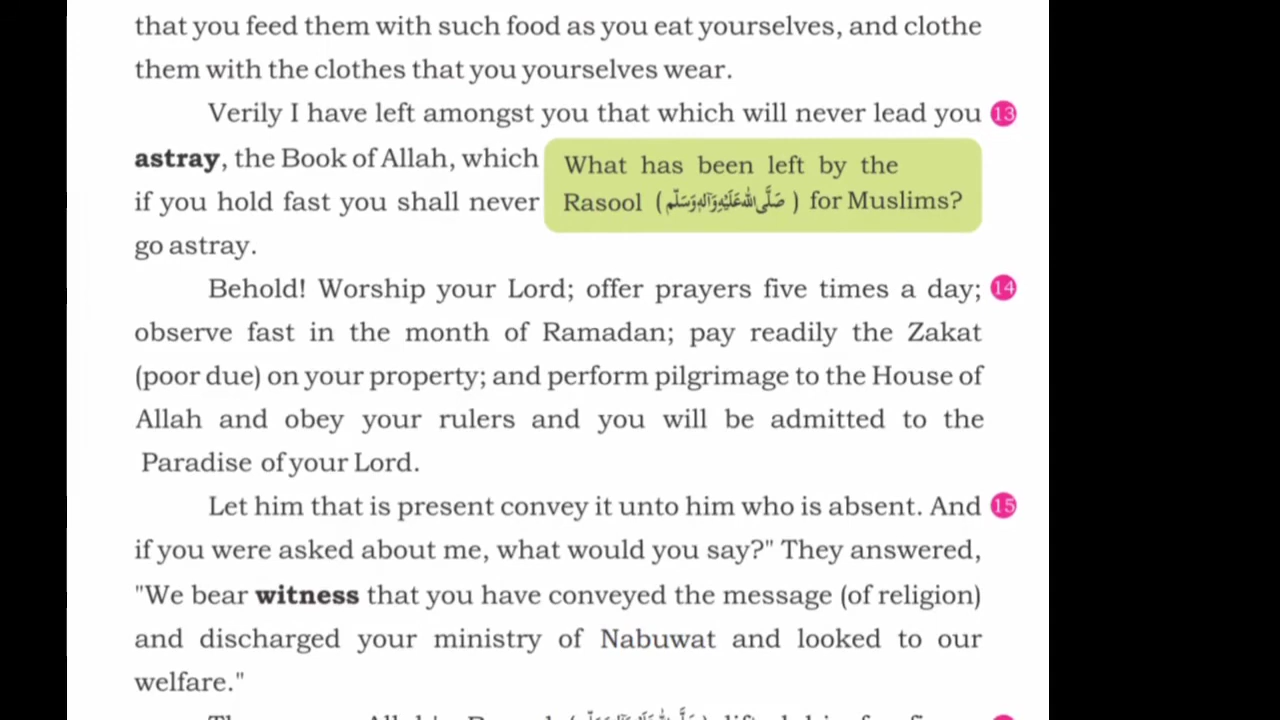 that you feed them with such food as you eat yourselves, and clothe
them with the clothes that you yourselves wear.
Verily I have left amongst you that which will never lead you 13
astray, the Book of Allah, which
if you hold fast you shall never
go astray.
What has been left by the
Rasool (صَلَّى اللهُ عَلَيْهِ وَآلِهٖ وَسَلَّم) for Muslims?
Behold! Worship your Lord; offer prayers five times a day; 14
observe fast in the month of Ramadan; pay readily the Zakat
(poor due) on your property; and perform pilgrimage to the House of
Allah and obey your rulers and you will be admitted to the
Paradise of your Lord.
Let him that is present convey it unto him who is absent. And 15
if you were asked about me, what would you say?" They answered,
"We bear witness that you have conveyed the message (of religion)
and discharged your ministry of Nabuwat and looked to our
welfare."